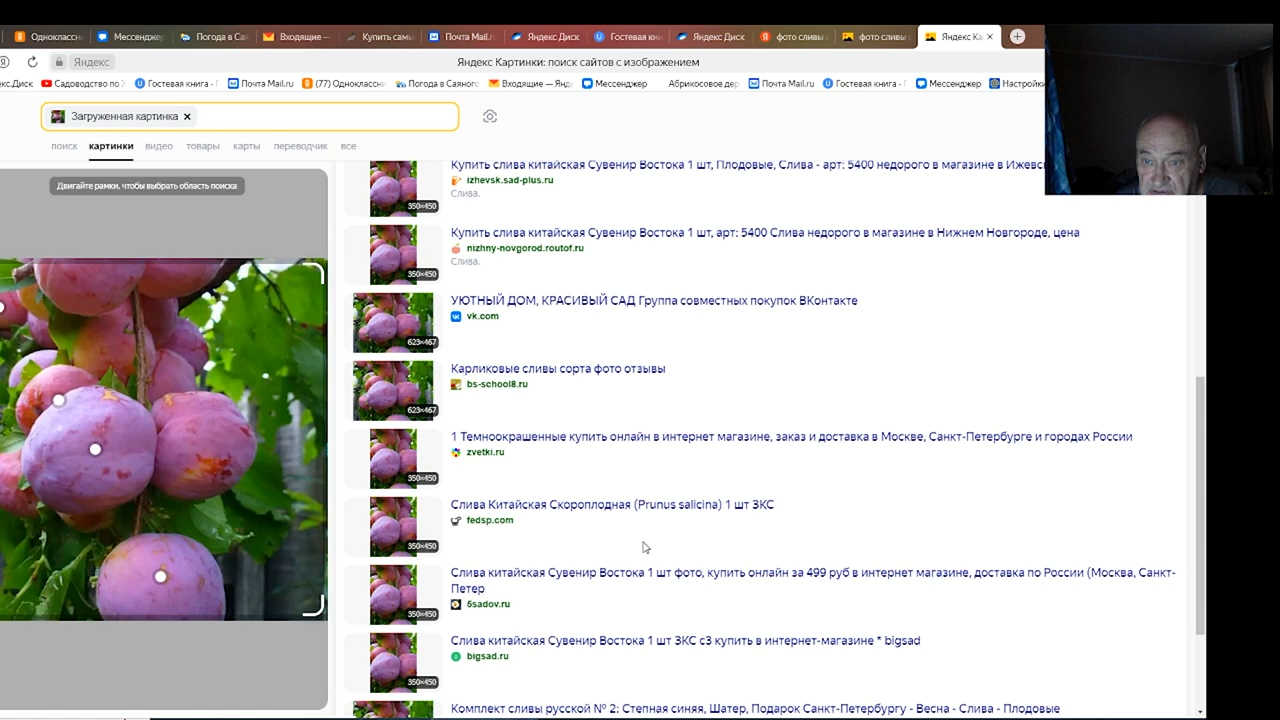 Одноклассн
Мессендже
Погода в Сая
Входящие —
Купить самы
Почта Mail.ru
Яндекс Диск
Гостевая кни
Яндекс Диск
фото сливы
фото сливы
Яндекс Ка
Яндекс
Яндекс Картинки: поиск сайтов с изображением
кс.Диск
Садоводство по
Гостевая книга - Г
Почта Mail.ru
(77) Одноклассни
Погода в Саяного
Входящие — Янд
Мессенджер
Абрикосовое дер
Почта Mail.ru
Гостевая книга - Г
Мессенджер
Настройки
Загруженная картинка
поиск картинки видео товары карты переводчик все
Двигайте рамки, чтобы выбрать область поиска
Купить слива китайская Сувенир Востока 1 шт, Плодовые, Слива - арт: 5400 недорого в магазине в Ижевс
izhevsk.sad-plus.ru
Слива.
350×450
Купить слива китайская Сувенир Востока 1 шт, арт: 5400 Слива недорого в магазине в Нижнем Новгороде, цена
nizhny-novgorod.routof.ru
Слива.
350×450
УЮТНЫЙ ДОМ, КРАСИВЫЙ САД Группа совместных покупок ВКонтакте
vk.com
623×467
Карликовые сливы сорта фото отзывы
bs-school8.ru
623×467
1 Темноокрашенные купить онлайн в интернет магазине, заказ и доставка в Москве, Санкт-Петербурге и городах России
zvetki.ru
350×450
Слива Китайская Скороплодная (Prunus salicina) 1 шт ЗКС
fedsp.com
350×450
Слива китайская Сувенир Востока 1 шт фото, купить онлайн за 499 руб в интернет магазине, доставка по России (Москва, Санкт-
Петер
6sadov.ru
350×450
Слива китайская Сувенир Востока 1 шт ЗКС с3 купить в интернет-магазине * bigsad
bigsad.ru
350×450
Комплект сливы русской № 2; Степная синяя, Шатер, Подарок Санкт-Петербургу - Весна - Слива - Плодовые